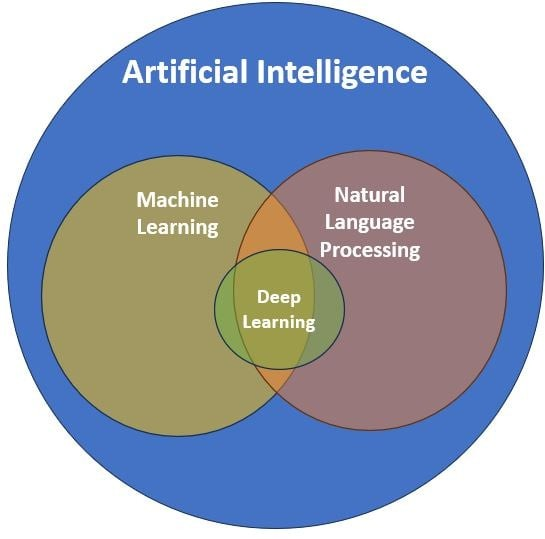 Artificial Intelligence
Machine
Learning
Natural
Language
Processing
Deep
Learning